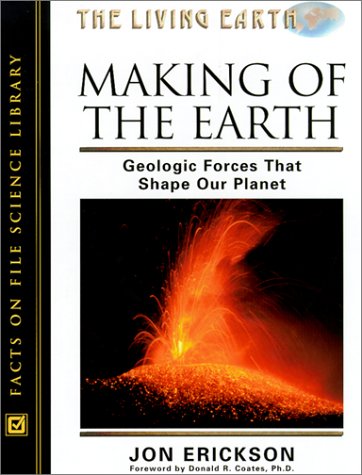 THE LIVING EARTH
MAKING OF
THE EARTH
Geologic Forces That
Shape Our Planet
JON ERICKSON
Foreword by Donald R. Coates, Ph.D.
FACTS ON FILE SCIENCE LIBRARY